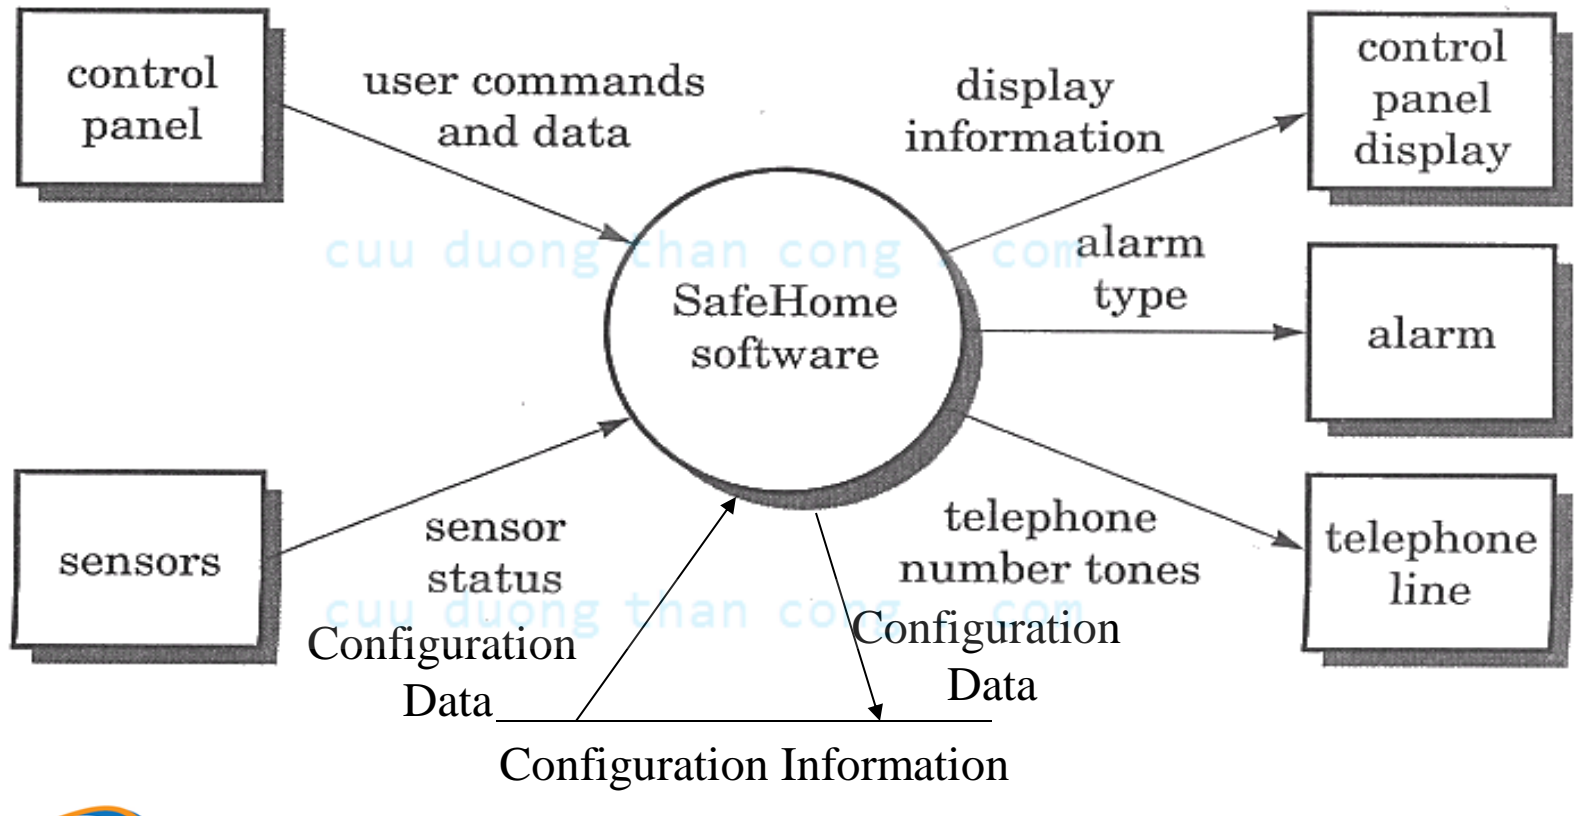 control
panel
user commands
and data
display
information
control
panel
display
cuu duong than cong . com
alarm
type
SafeHome
software
alarm
sensors
sensor
status
telephone
number tones
telephone
line
cuu duong than cong . com
Configuration
Data
Configuration
Data
Configuration Information